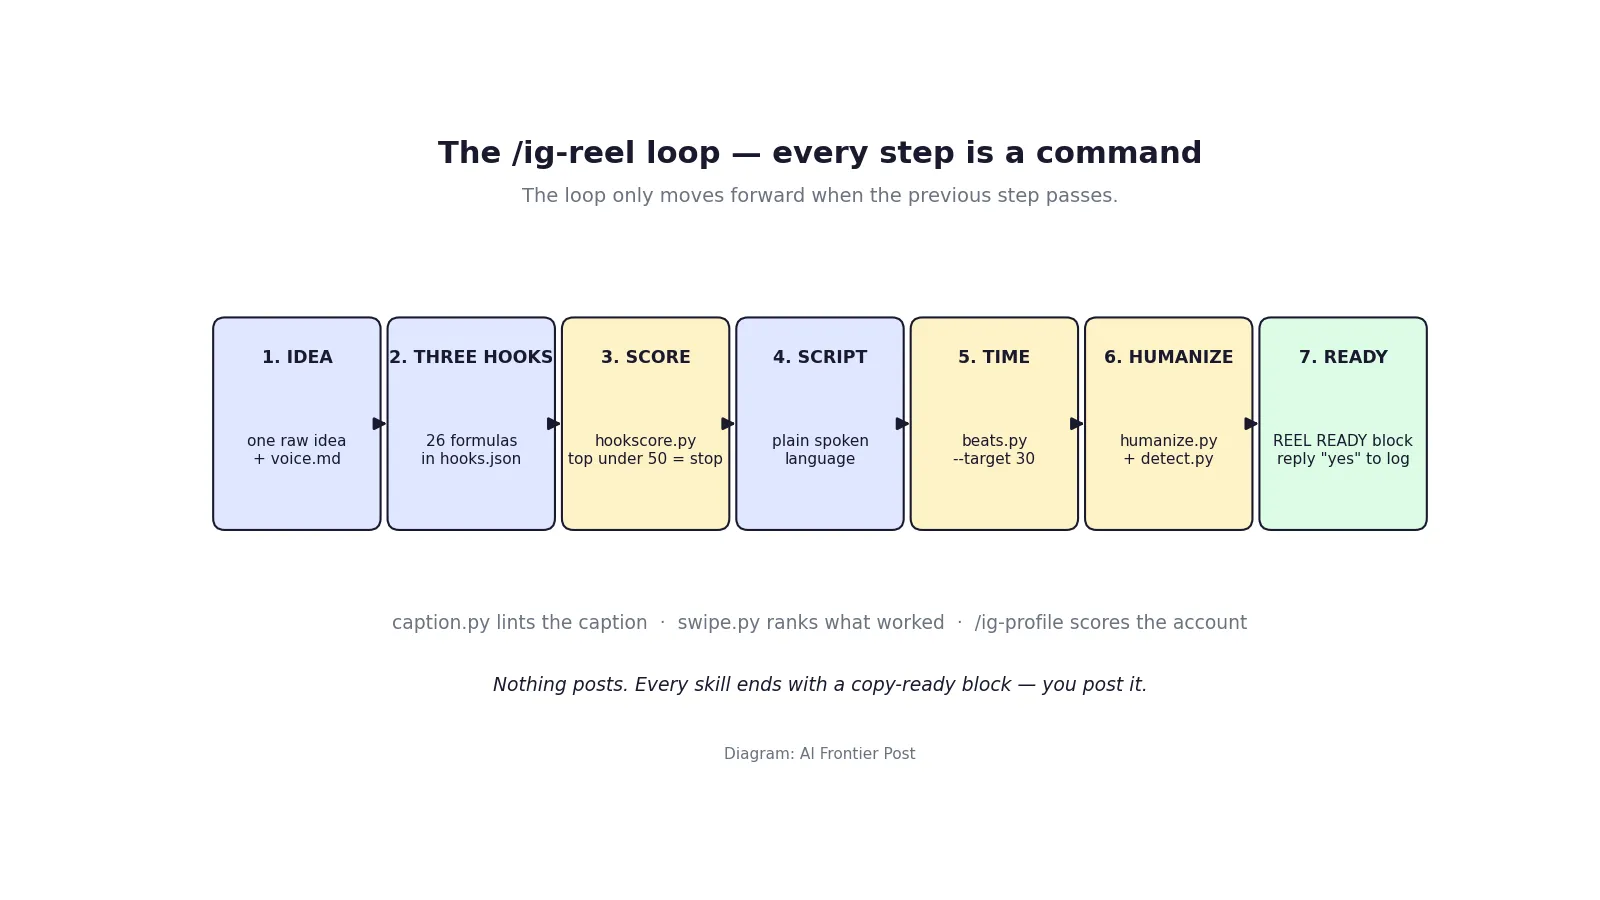 The /ig-reel loop — every step is a command
The loop only moves forward when the previous step passes.
1. IDEA
one raw idea
+ voice.md
2. THREE HOOKS
26 formulas
in hooks.json
3. SCORE
hookscore.py
top under 50 = stop
4. SCRIPT
plain spoken
language
5. TIME
beats.py
--target 30
6. HUMANIZE
humanize.py
+ detect.py
7. READY
REEL READY block
reply "yes" to log
caption.py lints the caption · swipe.py ranks what worked · /ig-profile scores the account
Nothing posts. Every skill ends with a copy-ready block — you post it.
Diagram: AI Frontier Post